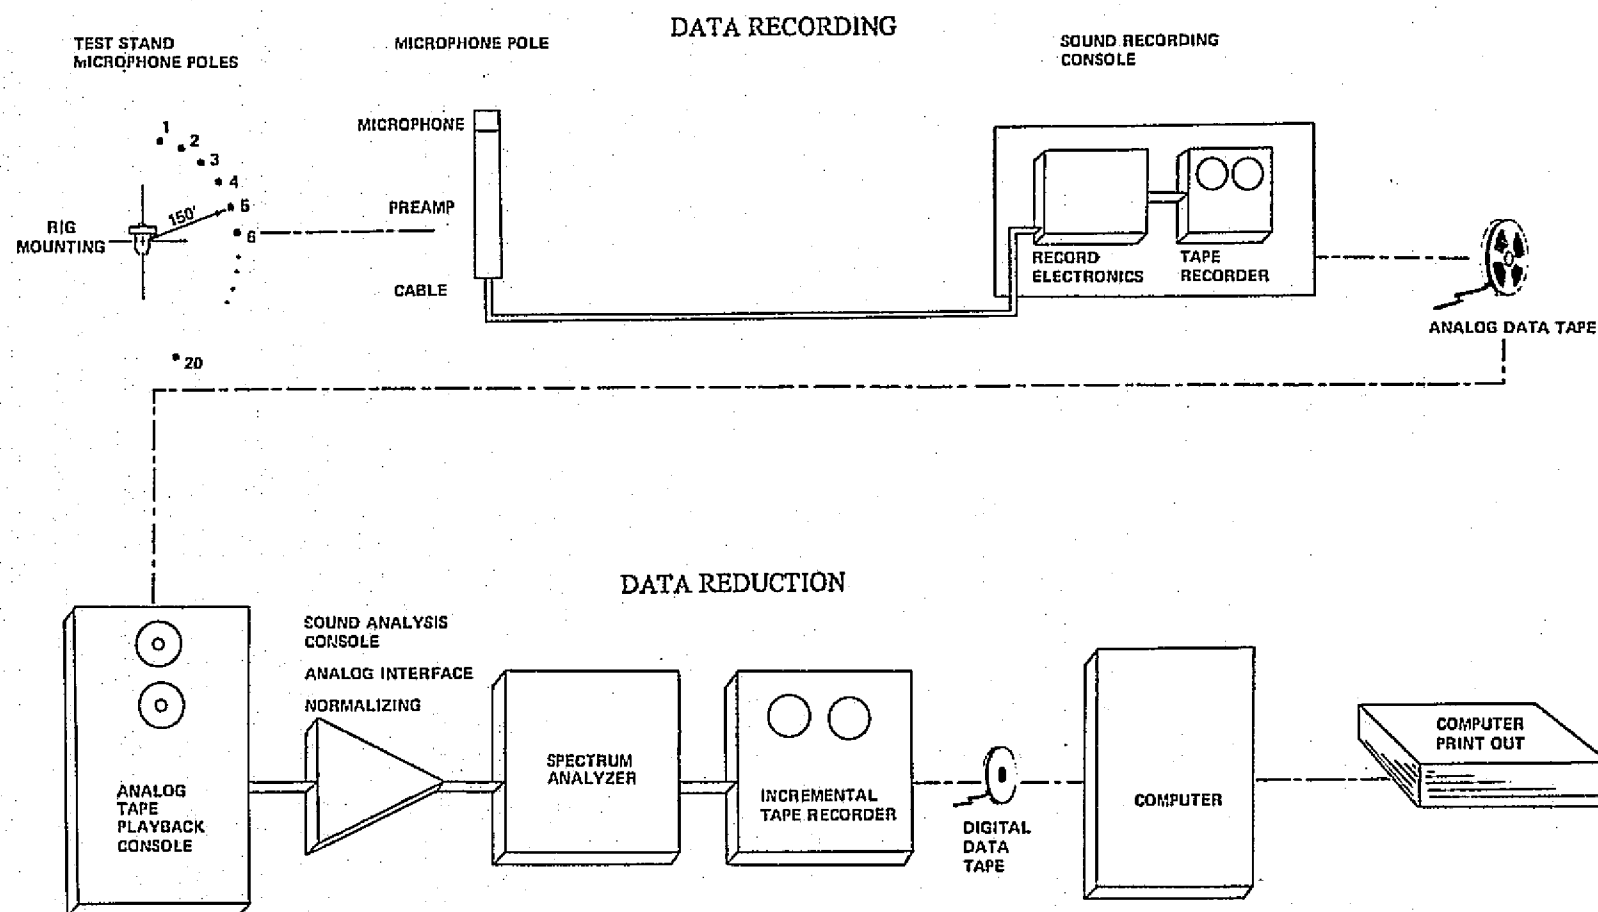 DATA RECORDING
TEST STAND
MICROPHONE POLES
MICROPHONE POLE
SOUND RECORDING
CONSOLE
1
2
3
4
5
6
20
150'
RIG
MOUNTING
MICROPHONE
PREAMP
CABLE
RECORD
ELECTRONICS
TAPE
RECORDER
ANALOG DATA TAPE
DATA REDUCTION
ANALOG
TAPE
PLAYBACK
CONSOLE
SOUND ANALYSIS
CONSOLE
ANALOG INTERFACE
NORMALIZING
SPECTRUM
ANALYZER
INCREMENTAL
TAPE RECORDER
DIGITAL
DATA
TAPE
COMPUTER
COMPUTER
PRINT OUT